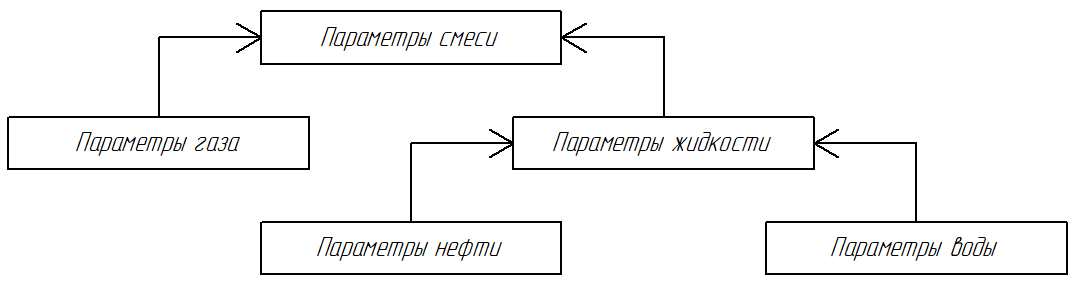 Параметры смеси
Параметры газа
Параметры жидкости
Параметры нефти
Параметры воды